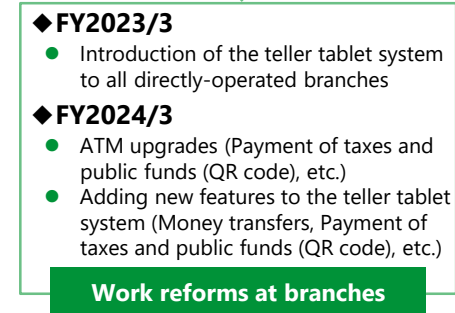 ◆FY2023/3
● Introduction of the teller tablet system
to all directly-operated branches
◆FY2024/3
● ATM upgrades (Payment of taxes and
public funds (QR code), etc.)
● Adding new features to the teller tablet
system (Money transfers, Payment of
taxes and public funds (QR code), etc.)
Work reforms at branches